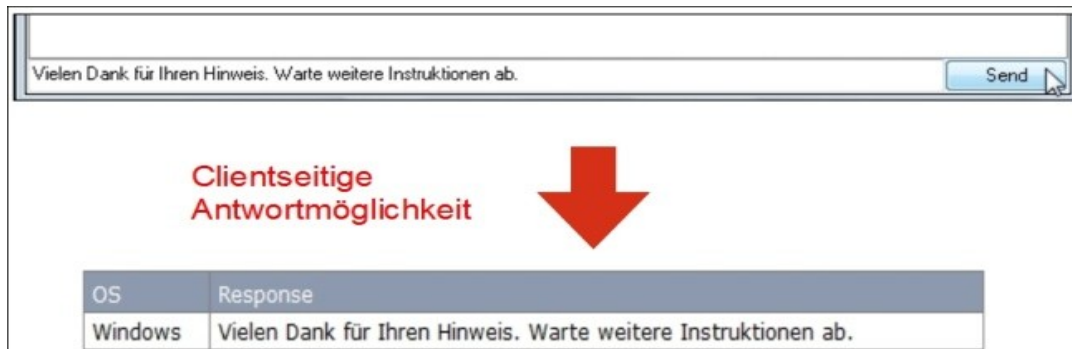 Vielen Dank für Ihren Hinweis. Warte weitere Instruktionen ab. Send
Clientseitige
Antwortmöglichkeit
OS Response
Windows Vielen Dank für Ihren Hinweis. Warte weitere Instruktionen ab.